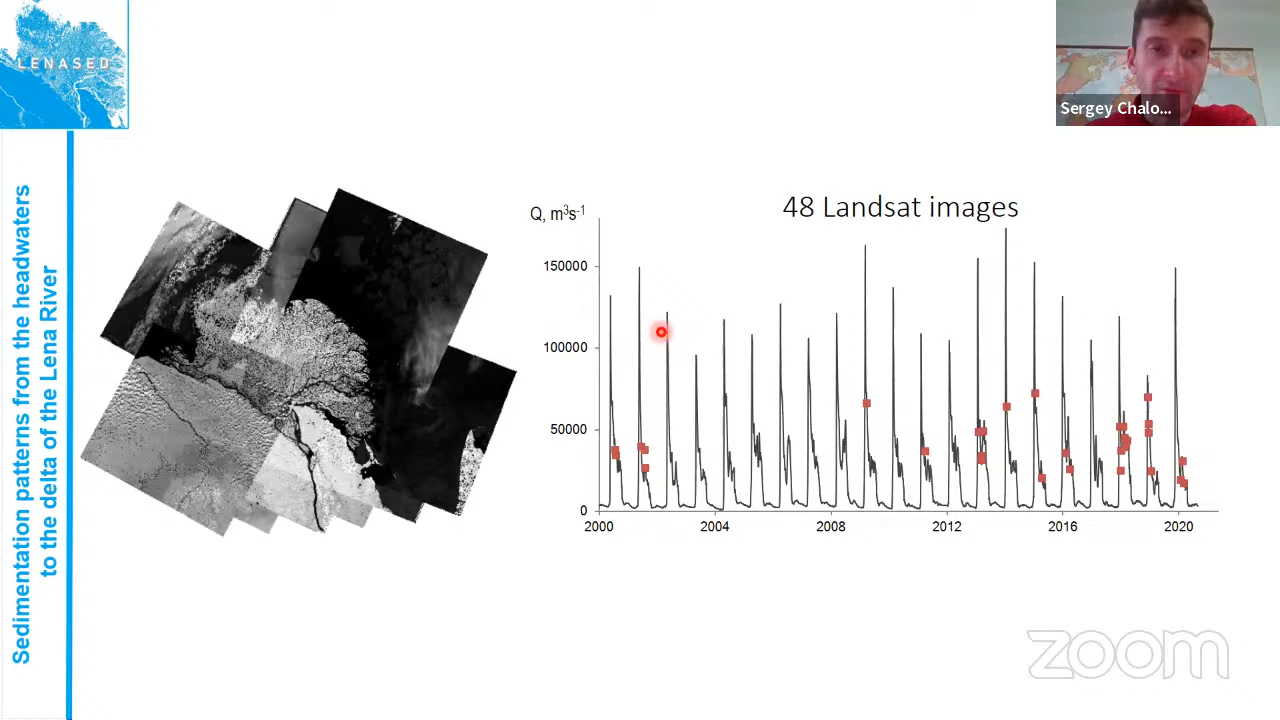 LENASED
Sergey Chalo...
Sedimentation patterns from the headwaters
to the delta of the Lena River
Q, m³s⁻¹
48 Landsat images
150000
100000
50000
0
2000 2004 2008 2012 2016 2020
zoom